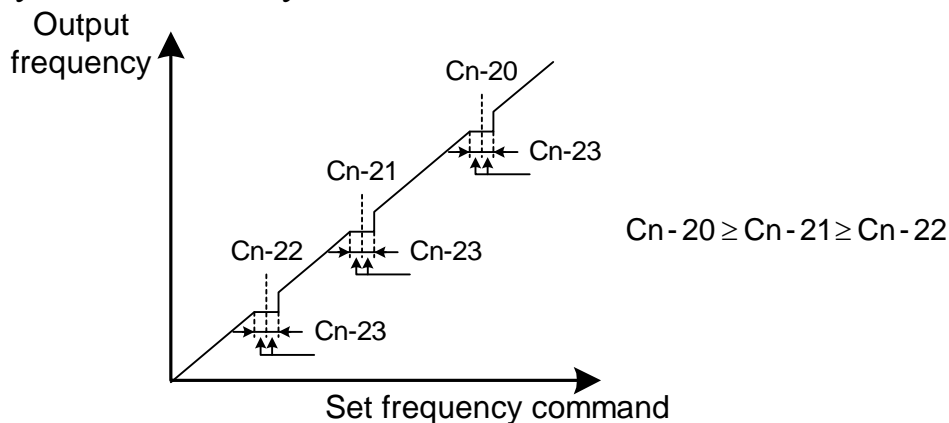 Output
frequency
Cn-20
Cn-23
Cn-21
Cn-20 ≥ Cn-21 ≥ Cn-22
Cn-22
Cn-23
Cn-23
Set frequency command